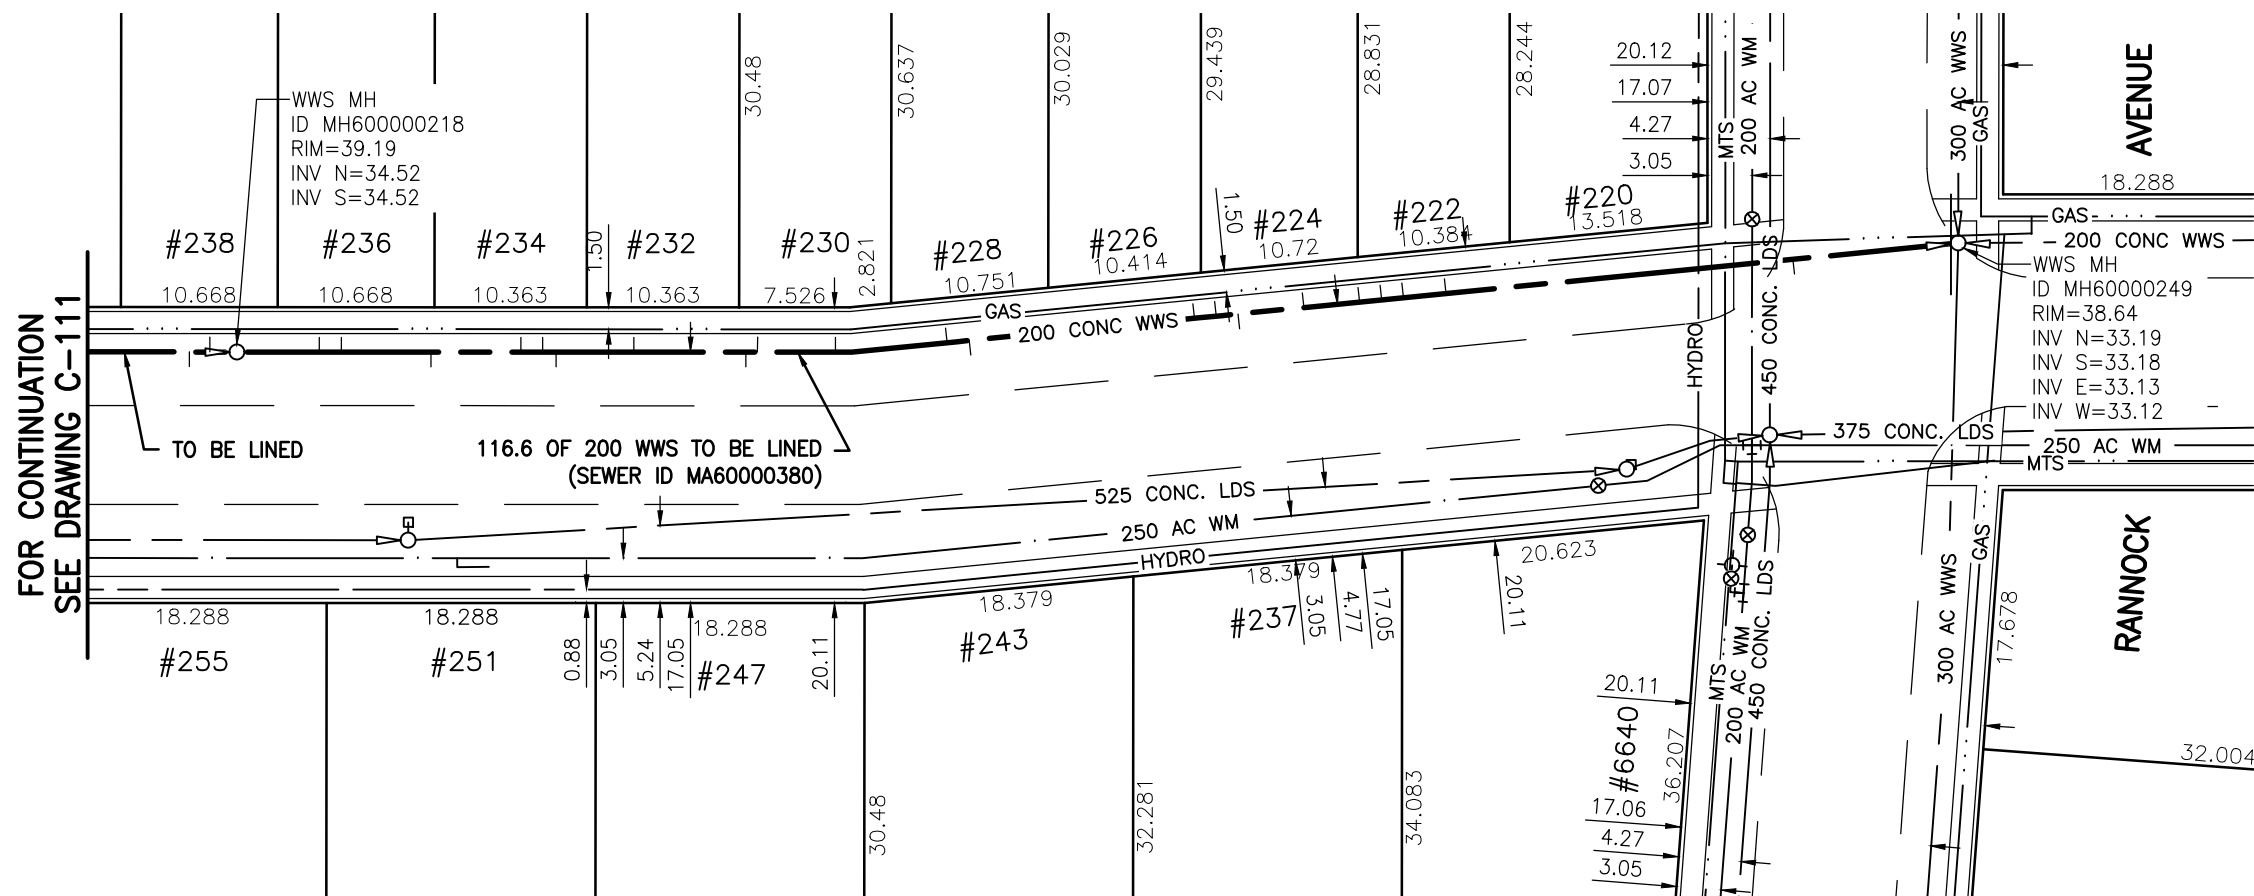 FOR CONTINUATION
SEE DRAWING C-111
WWS MH
ID MH600000218
RIM=39.19
INV N=34.52
INV S=34.52
30.48
30.637
30.029
29.439
28.831
28.244
20.12
17.07
4.27
3.05
MTS
200 AC WM
300 AC WWS
GAS
AVENUE
18.288
#238
#236
#234
#232
#230
#228
#226
#224
#222
#220
1.50
2.821
1.50
10.668
10.668
10.363
10.363
7.526
10.751
10.414
10.72
10.384
13.518
GAS
200 CONC WWS
GAS
200 CONC WWS
HYDRO
450 CONC. LDS
WWS MH
ID MH60000249
RIM=38.64
INV N=33.19
INV S=33.18
INV E=33.13
INV W=33.12
TO BE LINED
116.6 OF 200 WWS TO BE LINED
(SEWER ID MA60000380)
375 CONC. LDS
250 AC WM
MTS
525 CONC. LDS
250 AC WM
HYDRO
18.288
18.288
18.288
18.379
18.379
20.623
#255
#251
#247
#243
#237
0.88
3.05
5.24
17.05
20.11
3.05
4.77
17.05
20.11
30.48
32.281
34.083
20.11
#6640
36.207
17.06
4.27
3.05
MTS
200 AC WM
450 CONC. LDS
300 AC WWS
GAS
17.678
RANNOCK
32.004